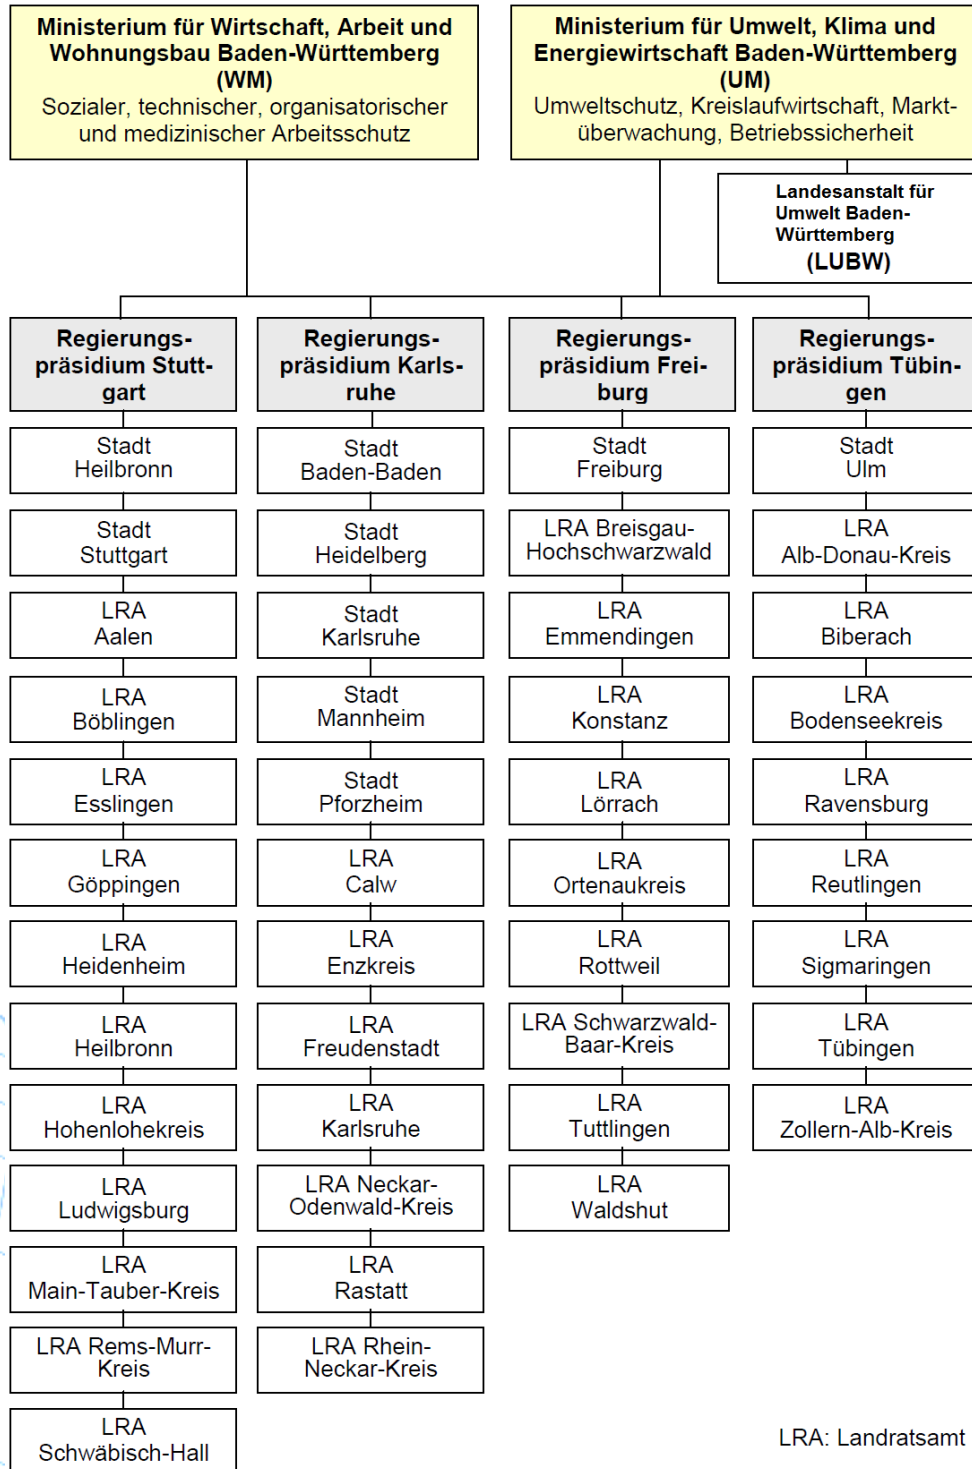 Ministerium für Wirtschaft, Arbeit und
Wohnungsbau Baden-Württemberg
(WM)
Sozialer, technischer, organisatorischer
und medizinischer Arbeitsschutz
Ministerium für Umwelt, Klima und
Energiewirtschaft Baden-Württemberg
(UM)
Umweltschutz, Kreislaufwirtschaft, Markt-
überwachung, Betriebssicherheit
Landesanstalt für
Umwelt Baden-
Württemberg
(LUBW)
Regierungs-
präsidium Stutt-
gart
Stadt
Heilbronn
Stadt
Stuttgart
LRA
Aalen
LRA
Böblingen
LRA
Esslingen
LRA
Göppingen
LRA
Heidenheim
LRA
Heilbronn
LRA
Hohenlohekreis
LRA
Ludwigsburg
LRA
Main-Tauber-Kreis
LRA Rems-Murr-
Kreis
LRA
Schwäbisch-Hall
Regierungs-
präsidium Karls-
ruhe
Stadt
Baden-Baden
Stadt
Heidelberg
Stadt
Karlsruhe
Stadt
Mannheim
Stadt
Pforzheim
LRA
Calw
LRA
Enzkreis
LRA
Freudenstadt
LRA
Karlsruhe
LRA Neckar-
Odenwald-Kreis
LRA
Rastatt
LRA Rhein-
Neckar-Kreis
Regierungs-
präsidium Frei-
burg
Stadt
Freiburg
LRA Breisgau-
Hochschwarzwald
LRA
Emmendingen
LRA
Konstanz
LRA
Lörrach
LRA
Ortenaukreis
LRA
Rottweil
LRA Schwarzwald-
Baar-Kreis
LRA
Tuttlingen
LRA
Waldshut
Regierungs-
präsidium Tübin-
gen
Stadt
Ulm
LRA
Alb-Donau-Kreis
LRA
Biberach
LRA
Bodenseekreis
LRA
Ravensburg
LRA
Reutlingen
LRA
Sigmaringen
LRA
Tübingen
LRA
Zollern-Alb-Kreis
LRA: Landratsamt